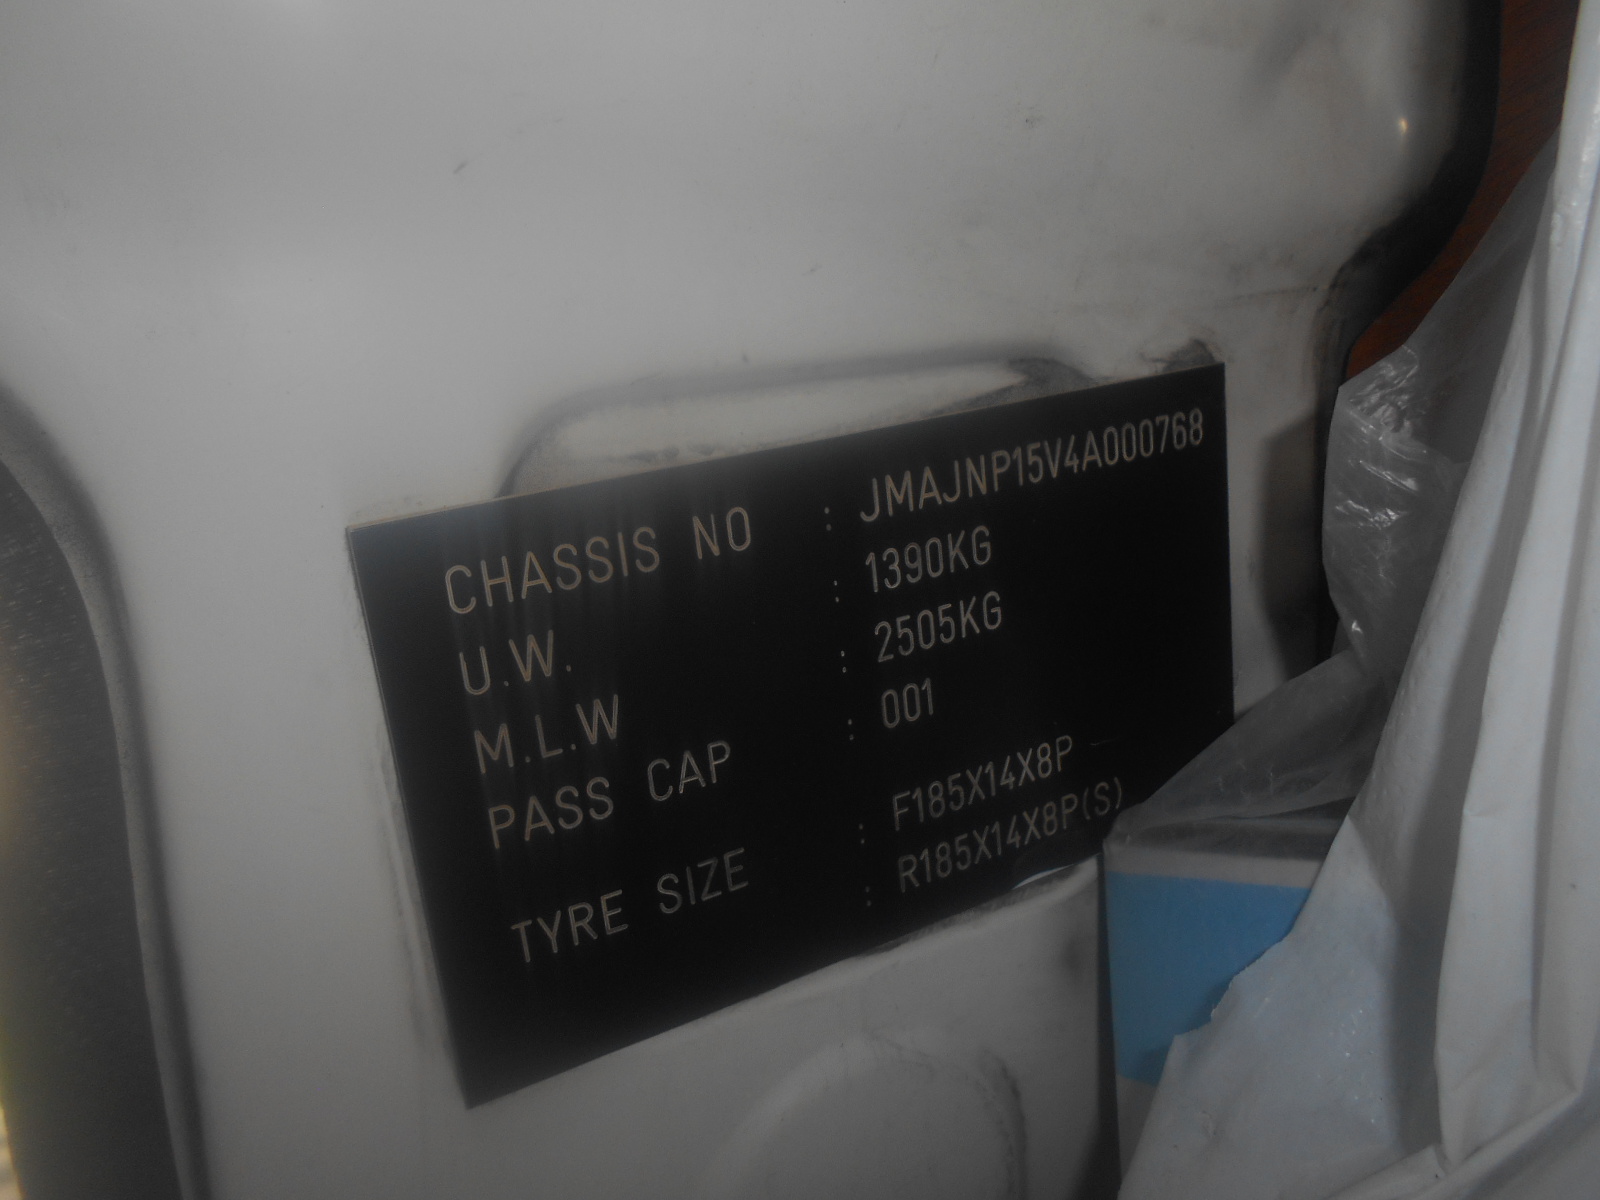 CHASSIS NO : JMAJNP15V4A000768
U.W. : 1390KG
M.L.W : 2505KG
PASS CAP : 001
TYRE SIZE : F185X14X8P
: R185X14X8P(S)